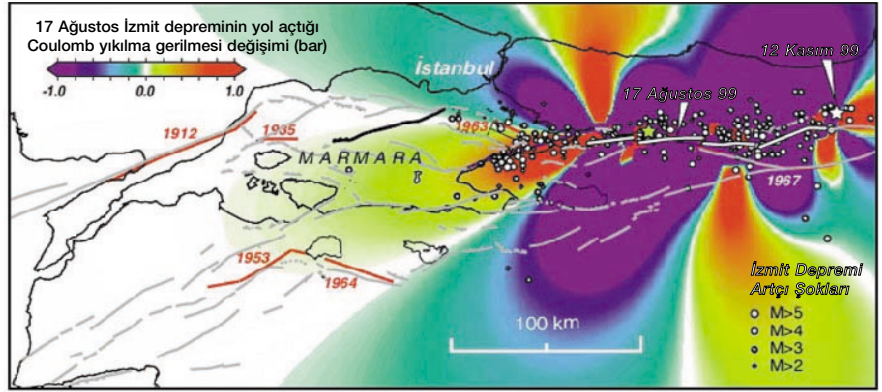 17 Ağustos İzmit depreminin yol açtığı
Coulomb yıkılma gerilmesi değişimi (bar)
-1.0 0.0 1.0
İstanbul
12 Kasım 99
17 Ağustos 99
1912
1935
1963
MARMARA
1967
1953
1964
İzmit Depremi
Artçı Şokları
100 km
M>5
M>4
M>3
M>2